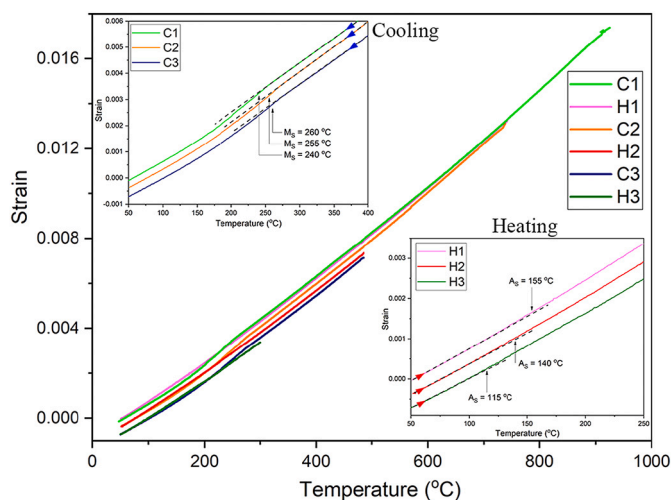 0.016
0.012
0.008
0.004
0.000
Strain
0
200
400
600
800
1000
Temperature (°C)
C1
H1
C2
H2
C3
H3
Cooling
0.006
0.005
0.004
0.003
0.002
0.001
0.000
-0.001
Strain
C1
C2
C3
MS = 260 °C
MS = 255 °C
MS = 240 °C
50
100
150
200
250
300
350
400
Temperature (°C)
Heating
0.003
0.002
0.001
0.000
Strain
H1
H2
H3
AS = 155 °C
AS = 140 °C
AS = 115 °C
50
100
150
200
250
Temperature (°C)